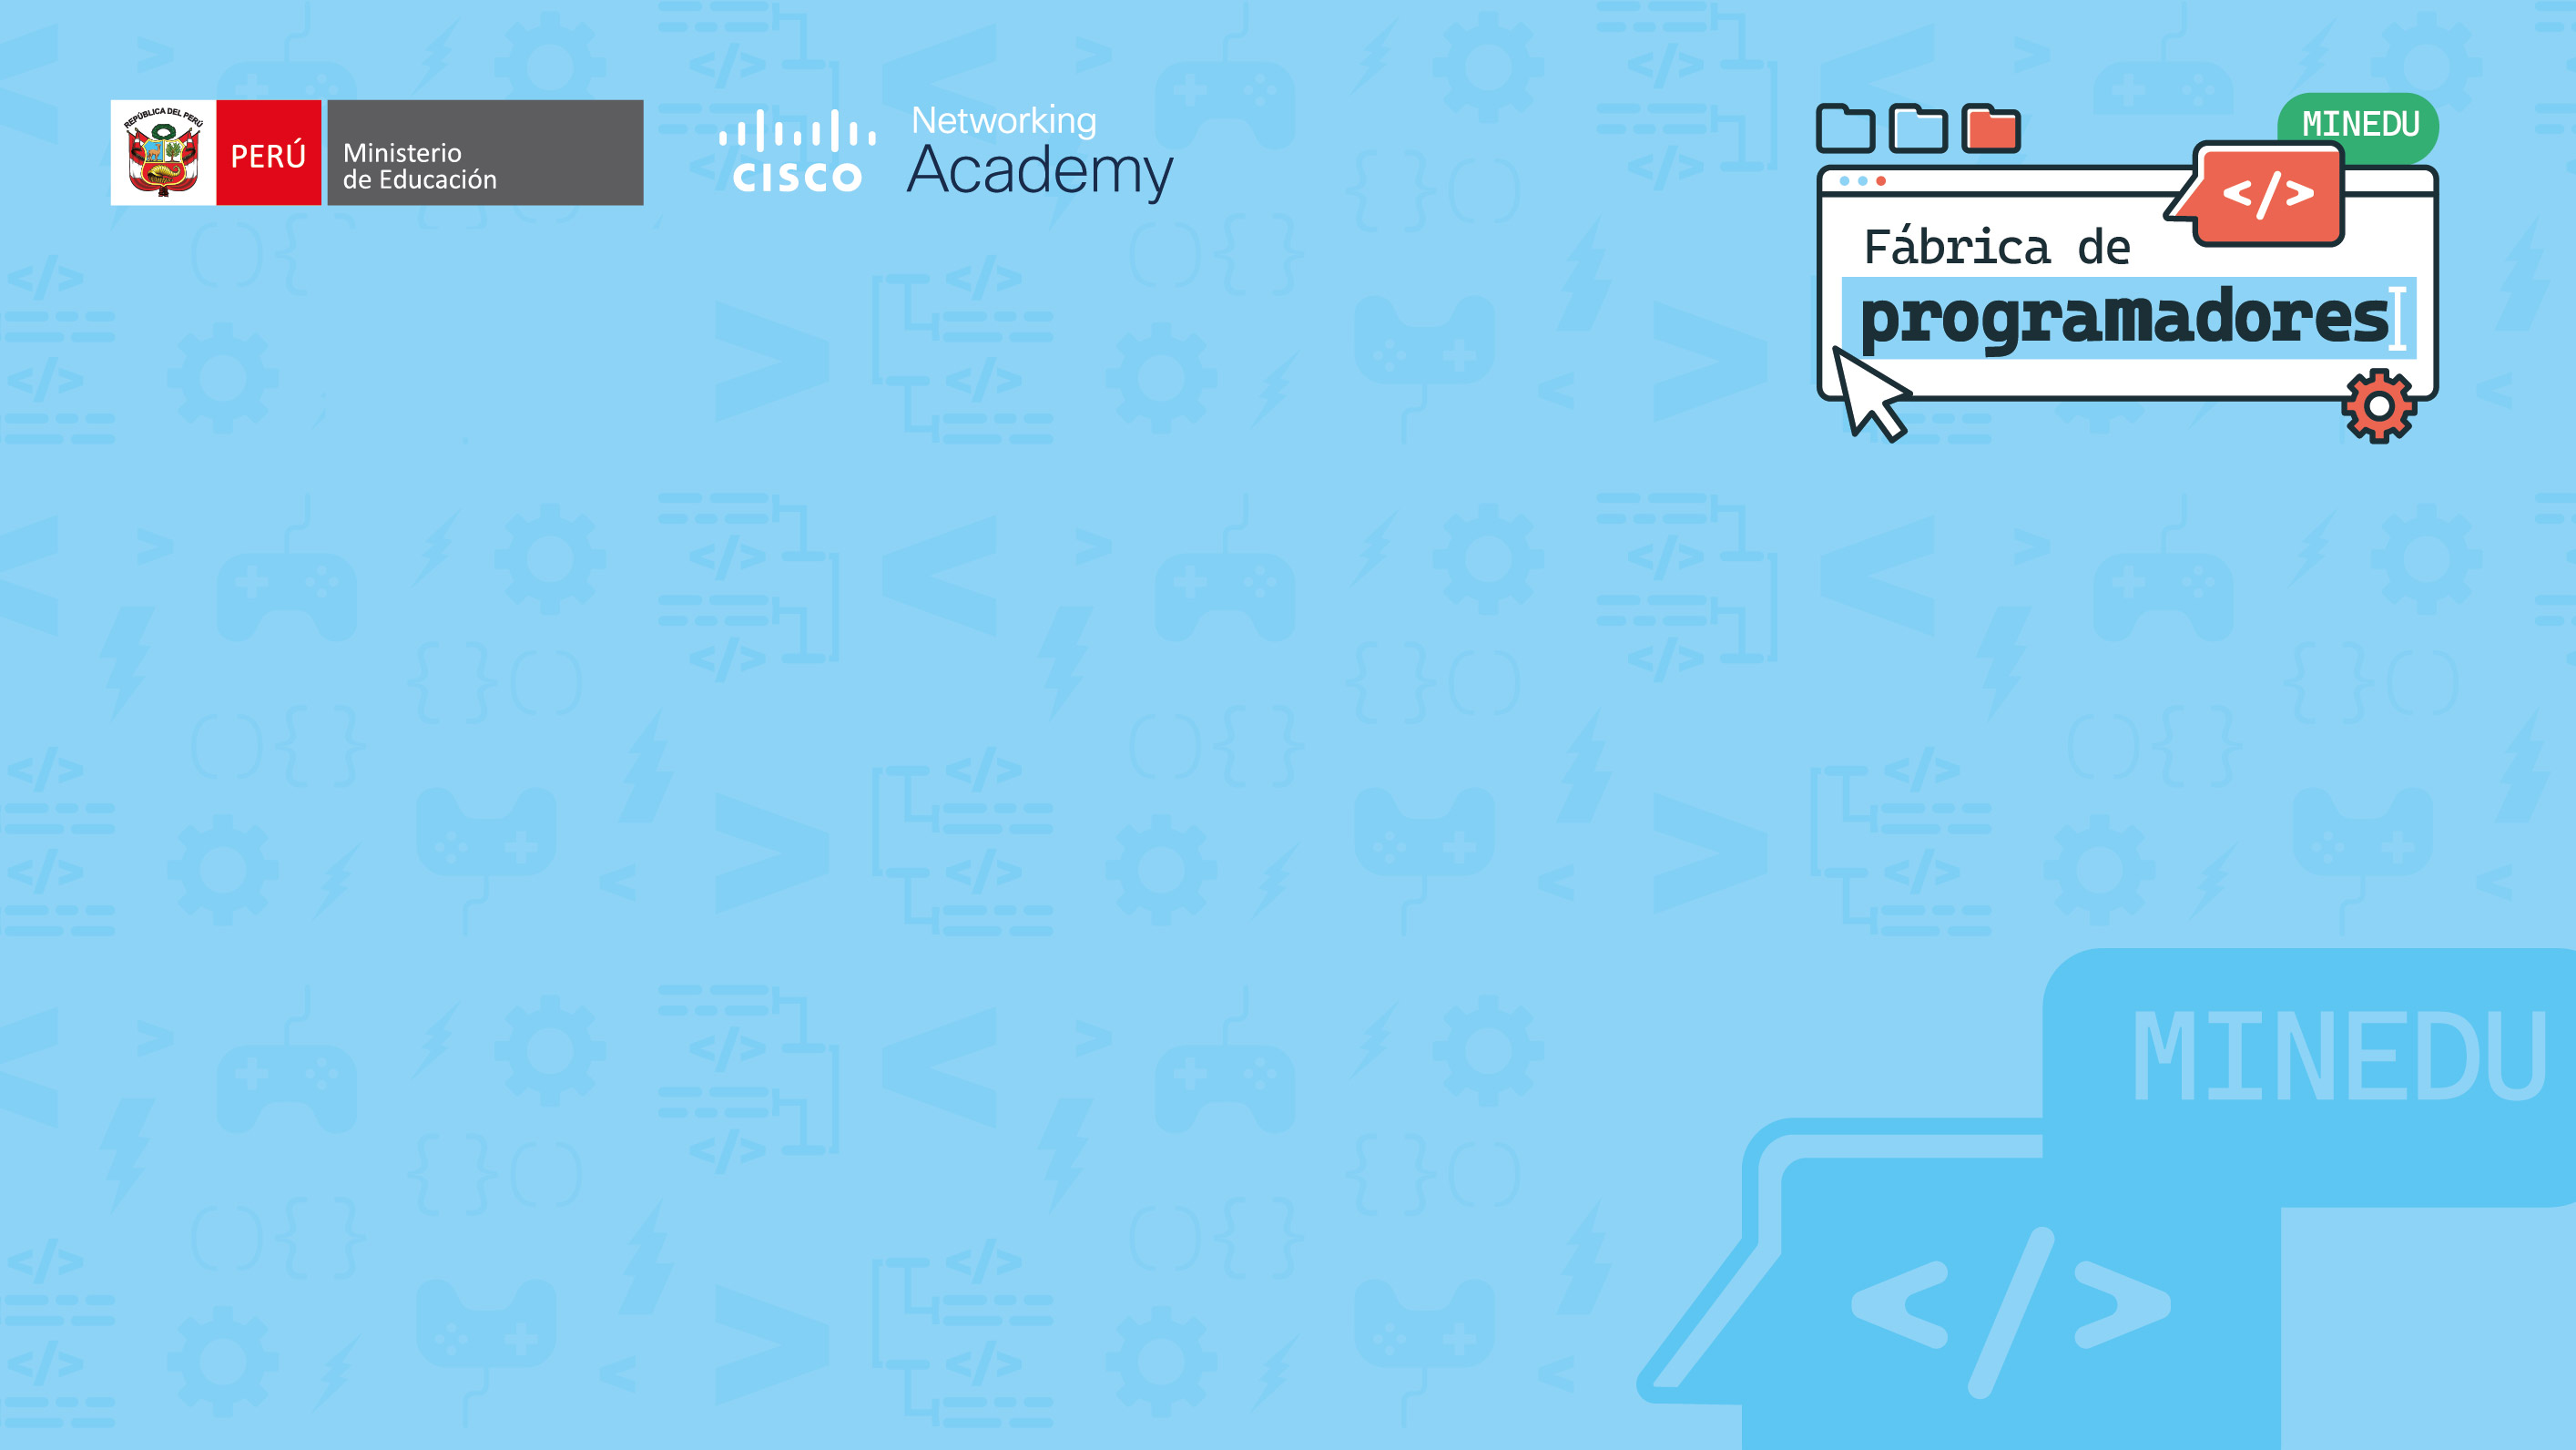 REPÚBLICA DEL PERÚ
PERÚ
Ministerio
de Educación
CISCO
Networking
Academy
MINEDU
</>
Fábrica de
programadores
MINEDU
</>